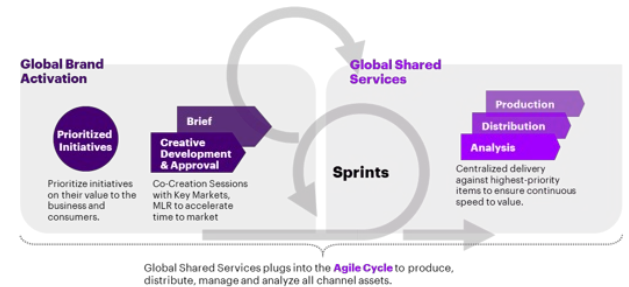 Global Brand
Activation
Prioritized
Initiatives
Prioritize initiatives
on their value to the
business and
consumers.
Brief
Creative
Development
& Approval
Co-Creation Sessions
with Key Markets,
MLR to accelerate
time to market
Sprints
Global Shared
Services
Production
Distribution
Analysis
Centralized delivery
against highest-priority
items to ensure continuous
speed to value.
Global Shared Services plugs into the Agile Cycle to produce,
distribute, manage and analyze all channel assets.